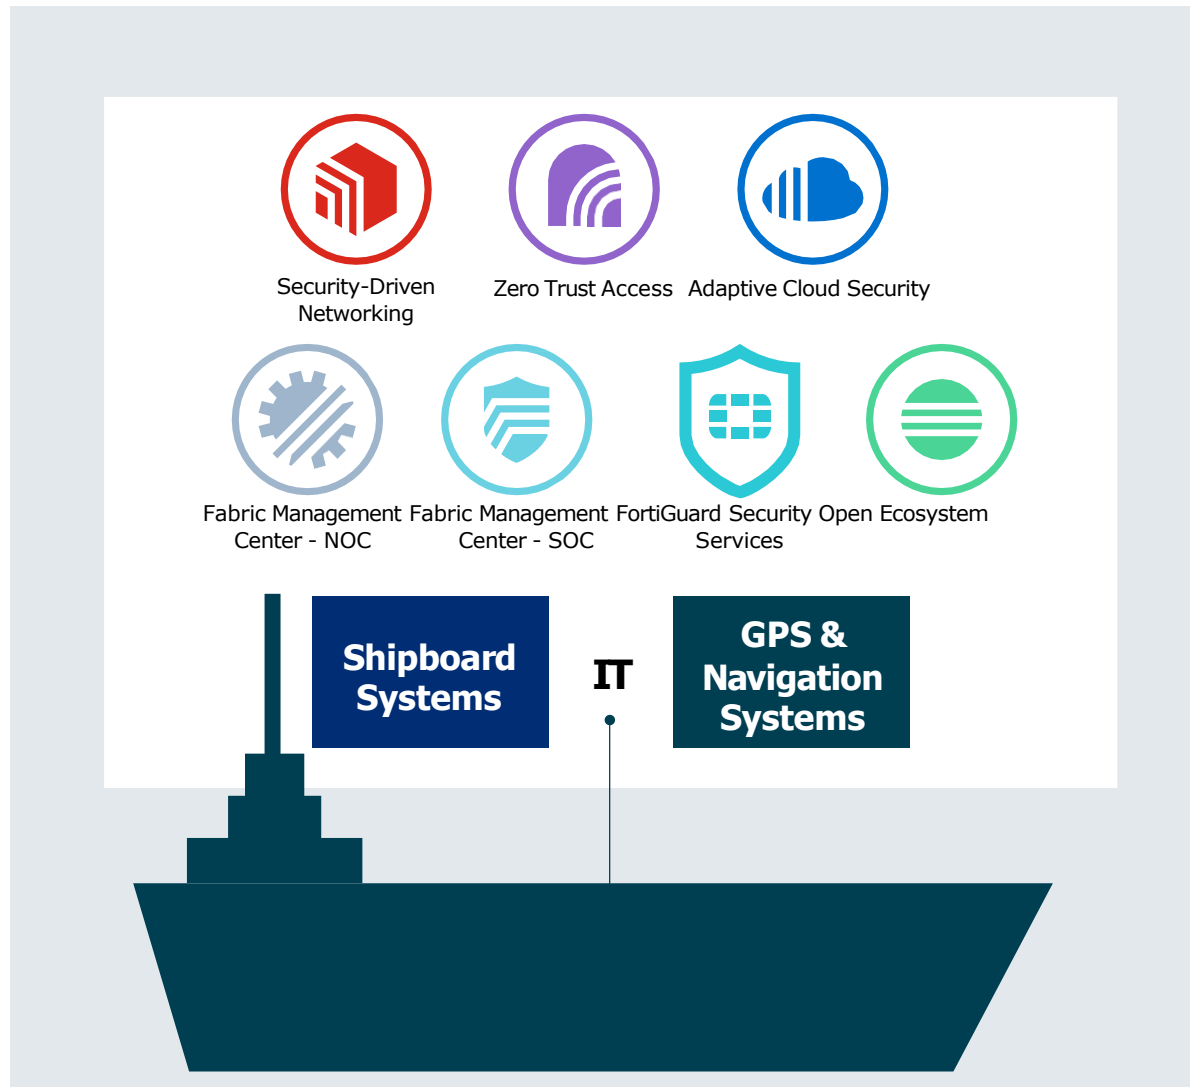 Security-Driven
Networking
Zero Trust Access
Adaptive Cloud Security
Fabric Management
Center - NOC
Fabric Management
Center - SOC
FortiGuard Security
Services
Open Ecosystem
Shipboard
Systems
IT
GPS &
Navigation
Systems